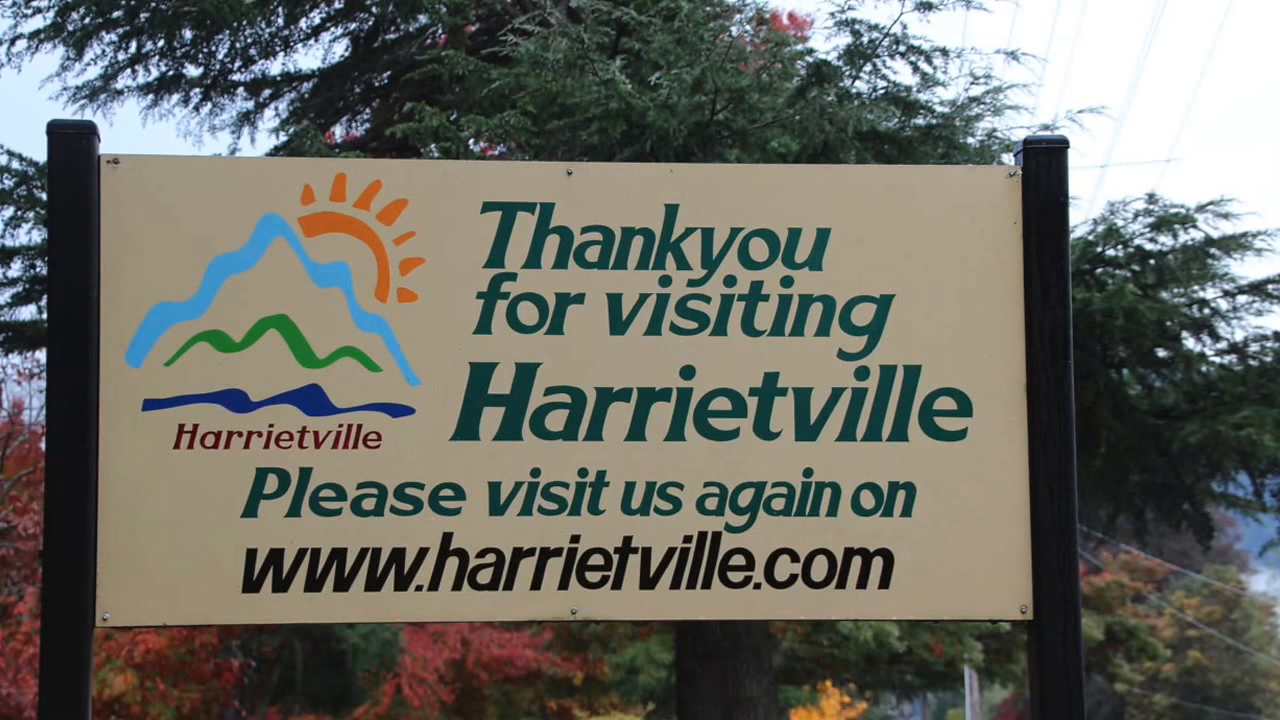 Thankyou
for visiting
Harrietville
Harrietville
Please visit us again on
www.harrietville.com